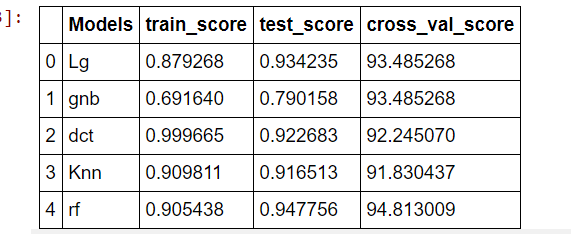 ]:
Models train_score test_score cross_val_score
0 Lg 0.879268 0.934235 93.485268
1 gnb 0.691640 0.790158 93.485268
2 dct 0.999665 0.922683 92.245070
3 Knn 0.909811 0.916513 91.830437
4 rf 0.905438 0.947756 94.813009